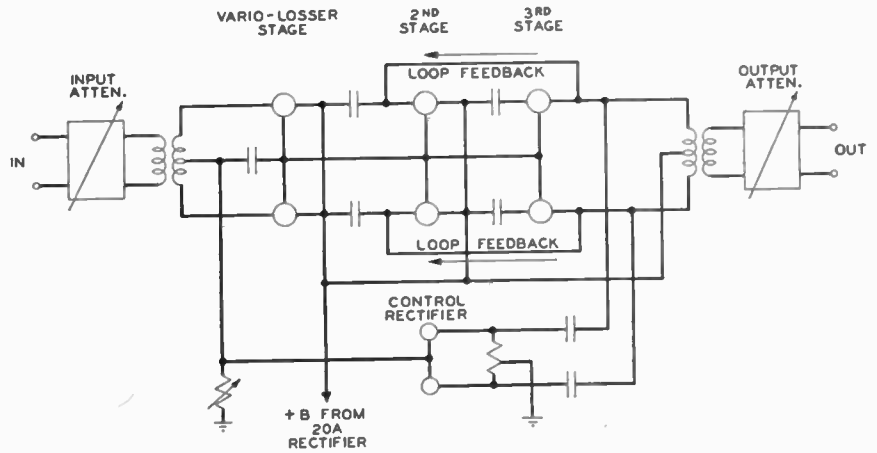 VARIO-LOSSER
STAGE
2ND
STAGE
3RD
STAGE
LOOP FEEDBACK
INPUT
ATTEN.
OUTPUT
ATTEN.
IN
OUT
LOOP FEEDBACK
CONTROL
RECTIFIER
+B FROM
20A
RECTIFIER